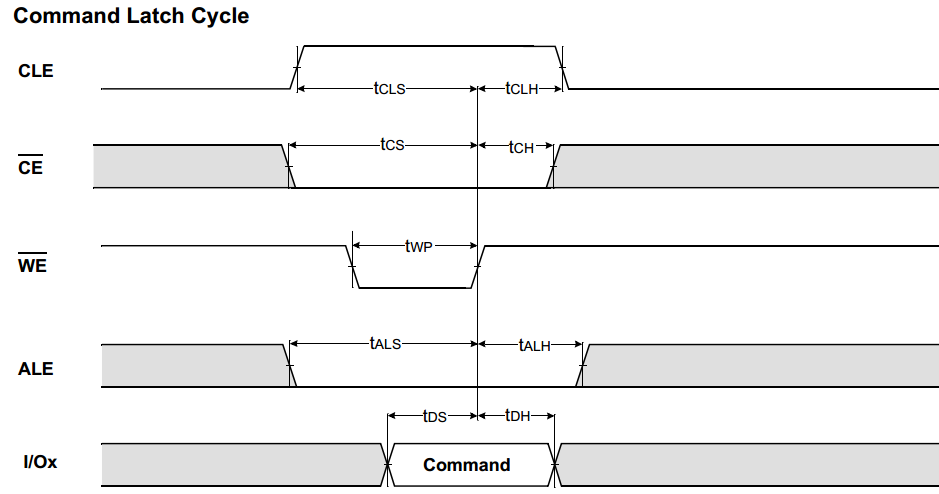 Command Latch Cycle
CLE
tCLS
tCLH
CE
tCS
tCH
WE
tWP
ALE
tALS
tALH
tDS
tDH
I/Ox
Command